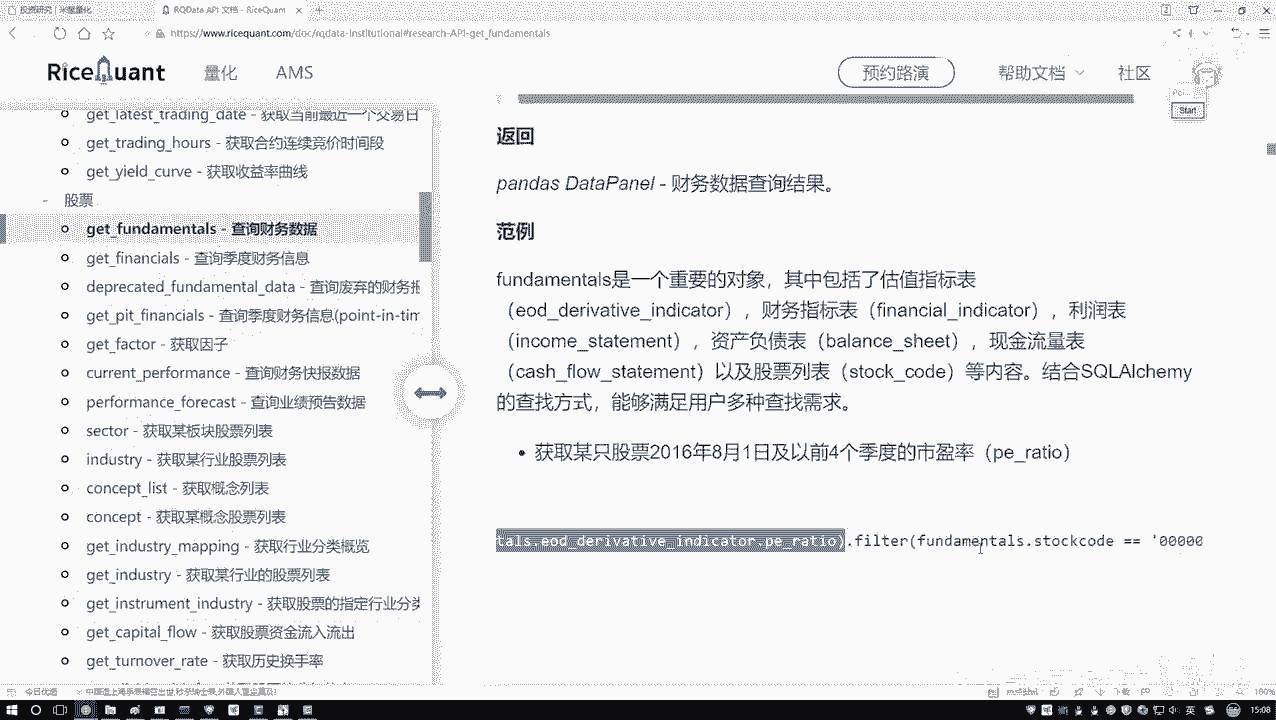 投资研究 | 米筐量化
RQData API 文档 - RiceQuant
https://www.ricequant.com/doc/rqdata-institutional#research-API-get_fundamentals
RiceQuant
量化
AMS
预约路演
帮助文档
社区
Start
get_latest_trading_date - 获取当前最近一个交易日
get_trading_hours - 获取合约连续竞价时间段
get_yield_curve - 获取收益率曲线
- 股票
get_fundamentals - 查询财务数据
get_financials - 查询季度财务信息
deprecated_fundamental_data - 查询废弃的财务报
get_pit_financials - 查询季度财务信息(point-in-tim
get_factor - 获取因子
current_performance - 查询财务快报数据
performance_forecast - 查询业绩预告数据
sector - 获取某板块股票列表
industry - 获取某行业股票列表
concept_list - 获取概念列表
concept - 获取某概念股票列表
get_industry_mapping - 获取行业分类概览
get_industry - 获取某行业的股票列表
get_instrument_industry - 获取股票的指定行业分类
get_capital_flow - 获取股票资金流入流出
get_turnover_rate - 获取历史换手率
返回
pandas DataPanel - 财务数据查询结果。
范例
fundamentals是一个重要的对象，其中包括了估值指标表
（eod_derivative_indicator），财务指标表（financial_indicator），利润表
（income_statement），资产负债表（balance_sheet），现金流量表
（cash_flow_statement）以及股票列表（stock_code）等内容。结合SQLAlchemy
的查找方式，能够满足用户多种查找需求。
• 获取某只股票2016年8月1日及以前4个季度的市盈率（pe_ratio）
tals.eod_derivative_indicator.pe_ratio).filter(fundamentals.stockcode == '00000
今日优选
下载
160%
英
15:08